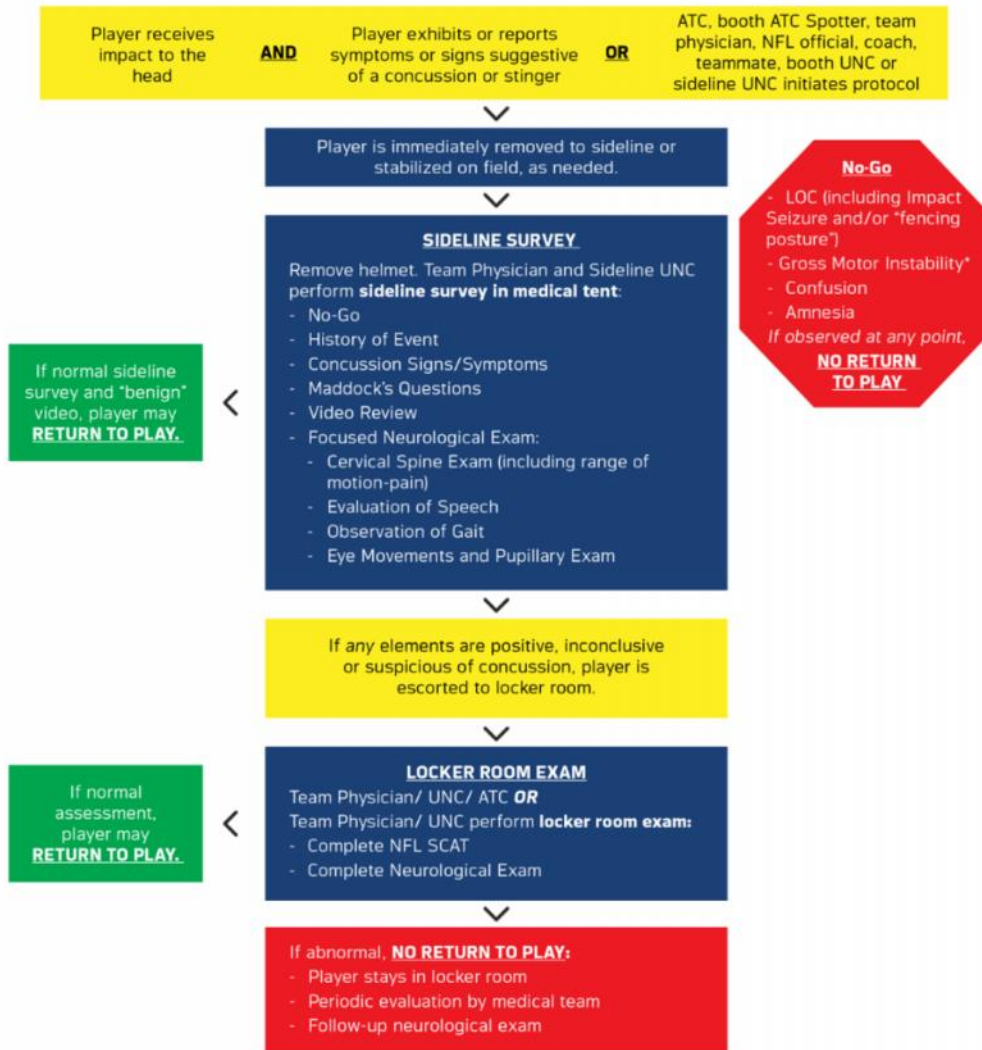 Player receives
impact to the
head
AND
Player exhibits or reports
symptoms or signs suggestive
of a concussion or stinger
OR
ATC, booth ATC Spotter, team
physician, NFL official, coach,
teammate, booth UNC or
sideline UNC initiates protocol
Player is immediately removed to sideline or
stabilized on field, as needed.
No-Go
- LOC (including Impact
Seizure and/or "fencing
posture")
- Gross Motor Instability*
- Confusion
- Amnesia
If observed at any point,
NO RETURN
TO PLAY
SIDELINE SURVEY
Remove helmet. Team Physician and Sideline UNC
perform sideline survey in medical tent:
- No-Go
- History of Event
- Concussion Signs/Symptoms
- Maddock's Questions
- Video Review
- Focused Neurological Exam:
- Cervical Spine Exam (including range of
motion-pain)
- Evaluation of Speech
- Observation of Gait
- Eye Movements and Pupillary Exam
If normal sideline
survey and "benign"
video, player may
RETURN TO PLAY.
If any elements are positive, inconclusive
or suspicious of concussion, player is
escorted to locker room.
LOCKER ROOM EXAM
Team Physician/ UNC/ ATC OR
Team Physician/ UNC perform locker room exam:
- Complete NFL SCAT
- Complete Neurological Exam
If normal
assessment,
player may
RETURN TO PLAY.
If abnormal, NO RETURN TO PLAY:
- Player stays in locker room
- Periodic evaluation by medical team
- Follow-up neurological exam